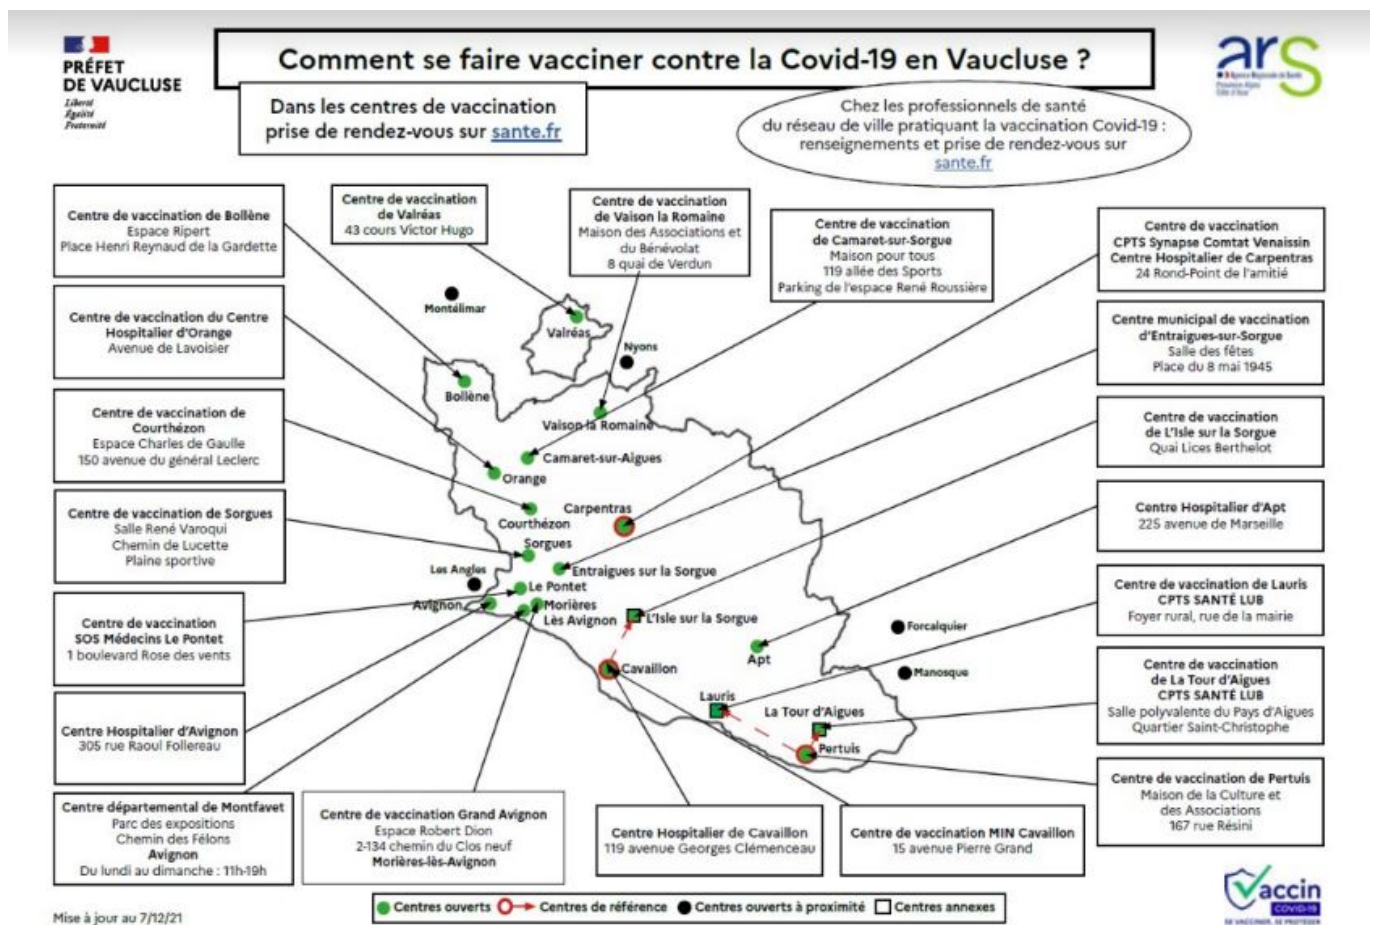 PRÉFET
DE VAUCLUSE
Liberté
Égalité
Fraternité
Comment se faire vacciner contre la Covid-19 en Vaucluse ?
ars
Agence Régionale de Santé
Provence-Alpes
Côte d'Azur
Dans les centres de vaccination
prise de rendez-vous sur sante.fr
Chez les professionnels de santé
du réseau de ville pratiquant la vaccination Covid-19 :
renseignements et prise de rendez-vous sur
sante.fr
Centre de vaccination de Bollène
Espace Ripert
Place Henri Reynaud de la Gardette
Centre de vaccination
de Valréas
43 cours Victor Hugo
Centre de vaccination
de Vaison la Romaine
Maison des Associations et
du Bénévolat
8 quai de Verdun
Centre de vaccination
de Camaret-sur-Sorgue
Maison pour tous
119 allée des Sports
Parking de l'espace René Roussière
Centre de vaccination
CPTS Synapse Comtat Venaissin
Centre Hospitalier de Carpentras
24 Rond-Point de l'amitié
Centre de vaccination du Centre
Hospitalier d'Orange
Avenue de Lavoisier
Centre municipal de vaccination
d'Entraigues-sur-Sorgue
Salle des fêtes
Place du 8 mai 1945
Centre de vaccination de
Courthézon
Espace Charles de Gaulle
150 avenue du général Leclerc
Centre de vaccination
de L'Isle sur la Sorgue
Quai Lices Berthelot
Centre de vaccination de Sorgues
Salle René Varoqui
Chemin de Lucette
Plaine sportive
Centre Hospitalier d'Apt
225 avenue de Marseille
Centre de vaccination
SOS Médecins Le Pontet
1 boulevard Rose des vents
Centre de vaccination de Lauris
CPTS SANTÉ LUB
Foyer rural, rue de la mairie
Centre Hospitalier d'Avignon
305 rue Raoul Follereau
Centre de vaccination
de La Tour d'Aigues
CPTS SANTÉ LUB
Salle polyvalente du Pays d'Aigues
Quartier Saint-Christophe
Centre départemental de Montfavet
Parc des expositions
Chemin des Félons
Avignon
Du lundi au dimanche : 11h-19h
Centre de vaccination Grand Avignon
Espace Robert Dion
2-134 chemin du Clos neuf
Morières-lès-Avignon
Centre Hospitalier de Cavaillon
119 avenue Georges Clémenceau
Centre de vaccination MIN Cavaillon
15 avenue Pierre Grand
Centre de vaccination de Pertuis
Maison de la Culture et
des Associations
167 rue Résini
Montélimar
Valréas
Nyons
Bollène
Vaison la Romaine
Camaret-sur-Aigues
Orange
Carpentras
Courthézon
Sorgues
Les Angles
Entraigues sur la Sorgue
Le Pontet
Avignon
Morières
Lès Avignon
L'Isle sur la Sorgue
Forcalquier
Apt
Cavaillon
Manosque
Lauris
La Tour d'Aigues
Pertuis
Centres ouverts
Centres de référence
Centres ouverts à proximité
Centres annexes
Mise à jour au 7/12/21
Vaccin
COVID-19
SE VACCINER, SE PROTÉGER